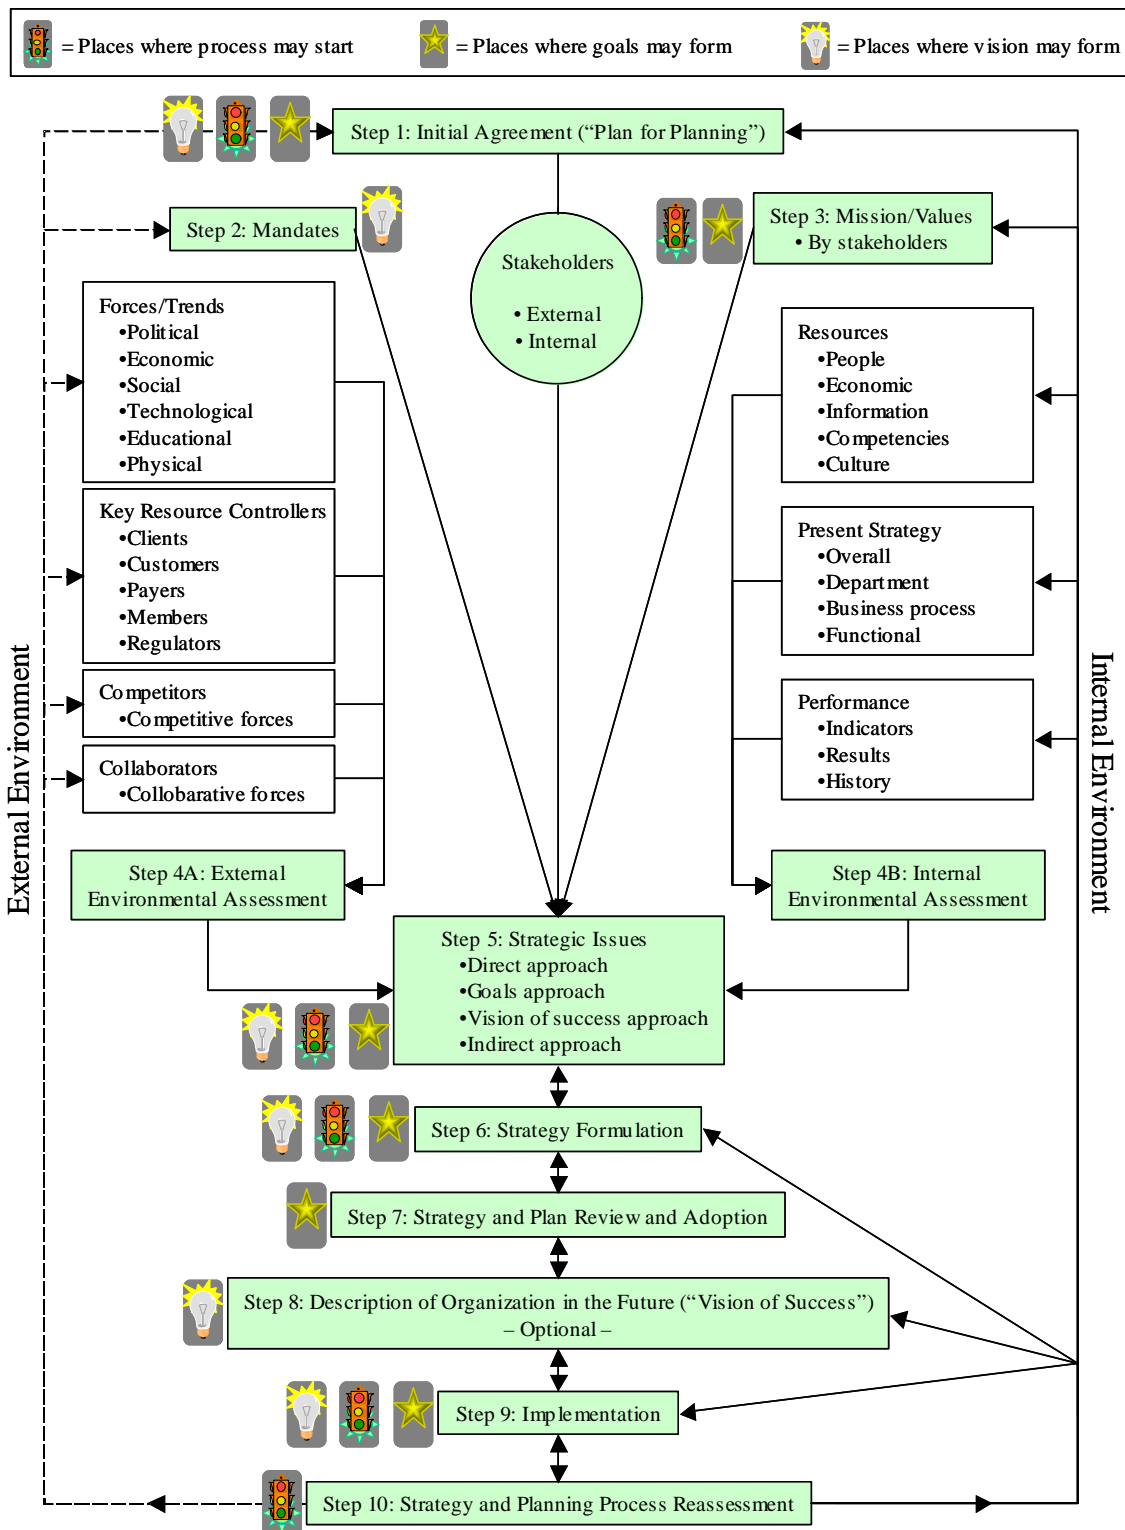 = Places where process may start
= Places where goals may form
= Places where vision may form
Step 1: Initial Agreement (“Plan for Planning”)
Step 2: Mandates
Step 3: Mission/Values
• By stakeholders
Stakeholders
• External
• Internal
Forces/Trends
•Political
•Economic
•Social
•Technological
•Educational
•Physical
Key Resource Controllers
•Clients
•Customers
•Payers
•Members
•Regulators
Competitors
•Competitive forces
Collaborators
•Collobarative forces
Resources
•People
•Economic
•Information
•Competencies
•Culture
Present Strategy
•Overall
•Department
•Business process
•Functional
Performance
•Indicators
•Results
•History
External Environment
Internal Environment
Step 4A: External
Environmental Assessment
Step 4B: Internal
Environmental Assessment
Step 5: Strategic Issues
•Direct approach
•Goals approach
•Vision of success approach
•Indirect approach
Step 6: Strategy Formulation
Step 7: Strategy and Plan Review and Adoption
Step 8: Description of Organization in the Future (“Vision of Success”)
– Optional –
Step 9: Implementation
Step 10: Strategy and Planning Process Reassessment